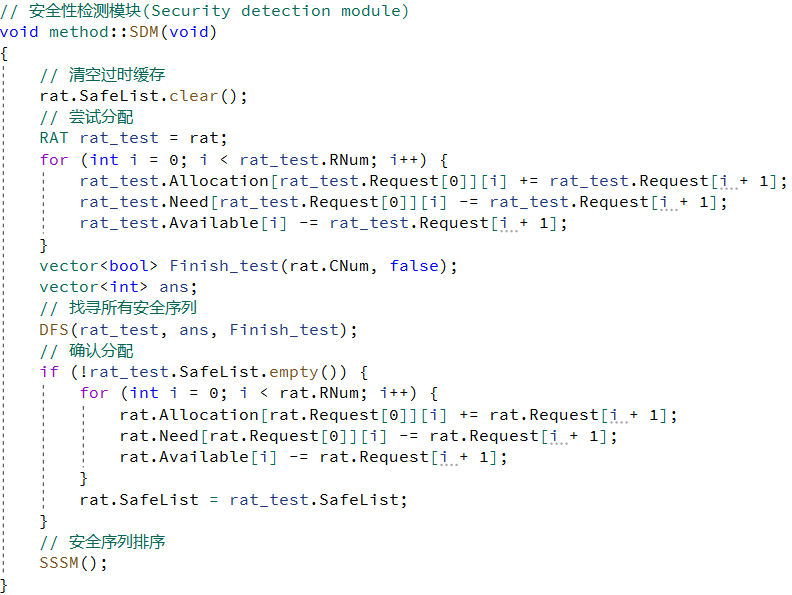 // 安全性检测模块(Security detection module)
void method::SDM(void)
{
    // 清空过时缓存
    rat.SafeList.clear();
    // 尝试分配
    RAT rat_test = rat;
    for (int i = 0; i < rat_test.RNum; i++) {
        rat_test.Allocation[rat_test.Request[0]][i] += rat_test.Request[i + 1];
        rat_test.Need[rat_test.Request[0]][i] -= rat_test.Request[i + 1];
        rat_test.Available[i] -= rat_test.Request[i + 1];
    }
    vector<bool> Finish_test(rat.CNum, false);
    vector<int> ans;
    // 找寻所有安全序列
    DFS(rat_test, ans, Finish_test);
    // 确认分配
    if (!rat_test.SafeList.empty()) {
        for (int i = 0; i < rat.RNum; i++) {
            rat.Allocation[rat.Request[0]][i] += rat.Request[i + 1];
            rat.Need[rat.Request[0]][i] -= rat.Request[i + 1];
            rat.Available[i] -= rat.Request[i + 1];
        }
        rat.SafeList = rat_test.SafeList;
    }
    // 安全序列排序
    SSSM();
}